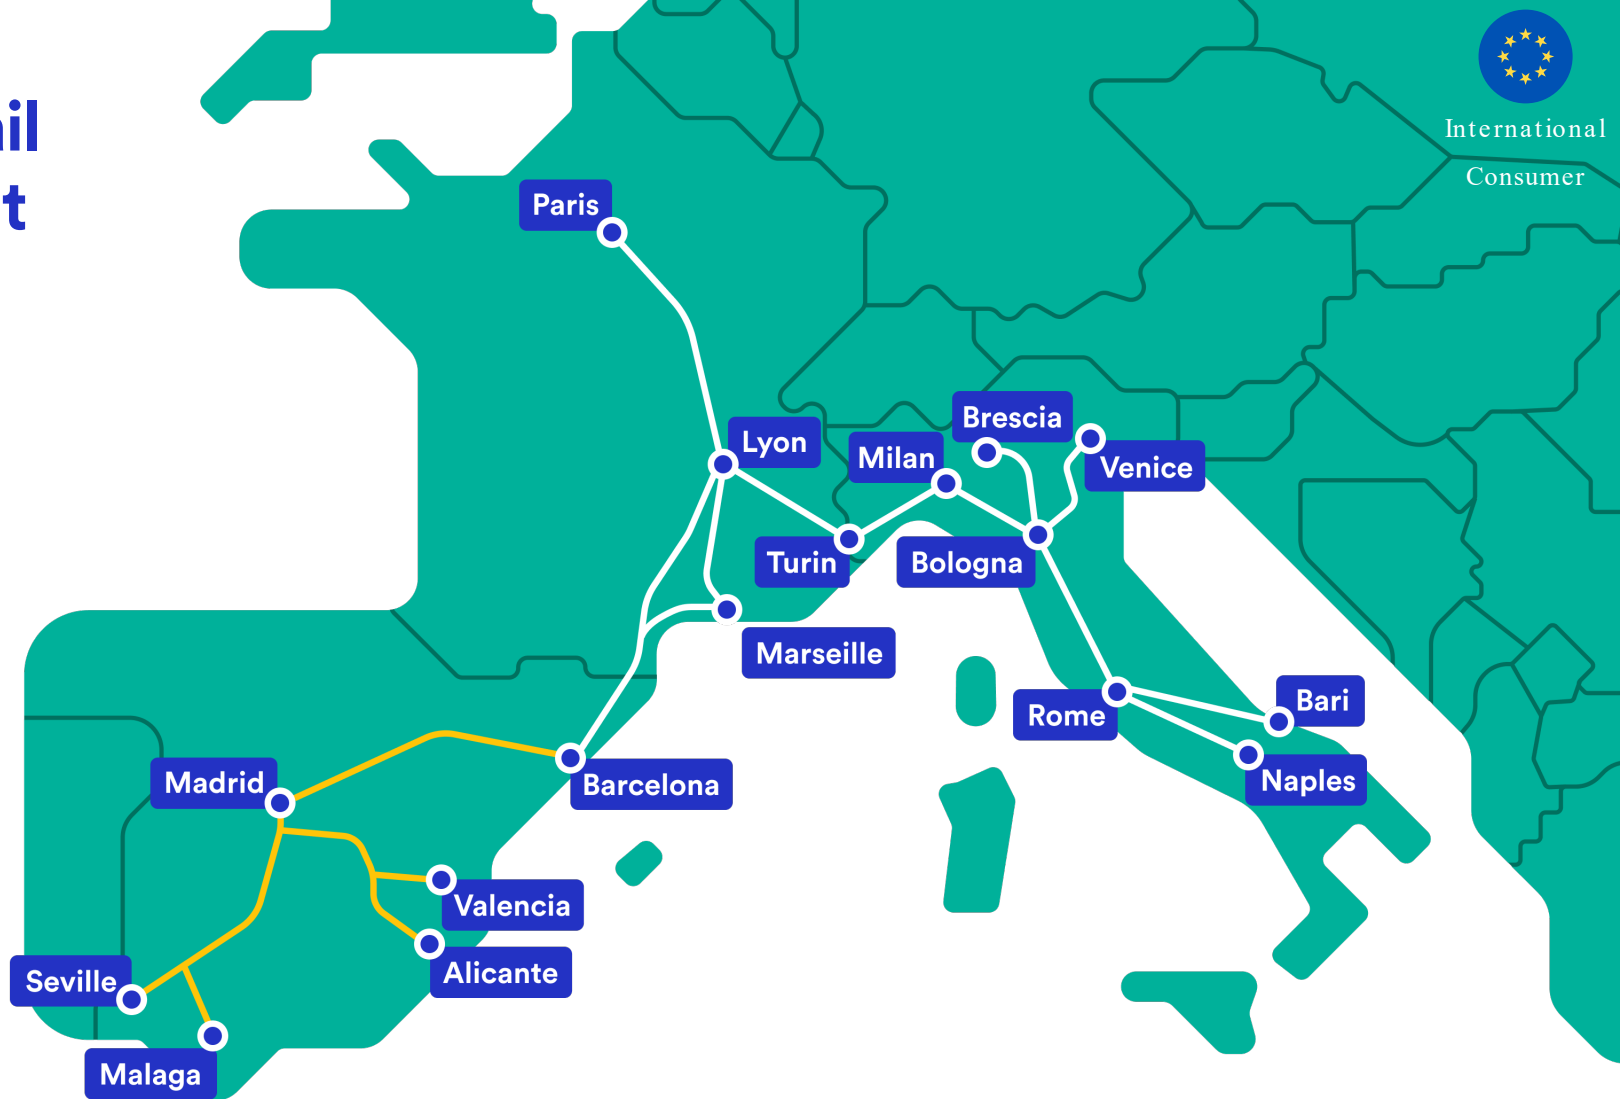 International
Consumer
Paris
Lyon
Brescia
Milan
Venice
Turin
Bologna
Marseille
Bari
Rome
Naples
Madrid
Barcelona
Valencia
Seville
Alicante
Malaga